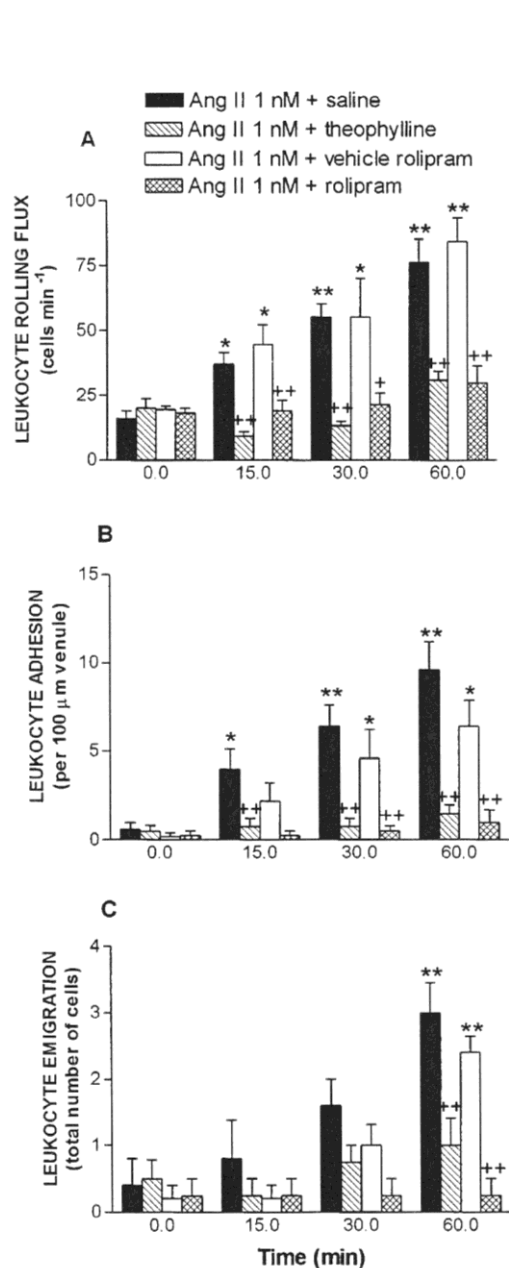 Ang II 1 nM + saline
Ang II 1 nM + theophylline
Ang II 1 nM + vehicle rolipram
Ang II 1 nM + rolipram
A
LEUKOCYTE ROLLING FLUX
(cells min -1)
100
75
50
25
0
* ++ * ++
** ++ * +
** ++ ** ++
0.0 15.0 30.0 60.0
B
LEUKOCYTE ADHESION
(per 100 µm venule)
15
10
5
0
* ++
** ++ * ++
** ++ * ++
0.0 15.0 30.0 60.0
C
LEUKOCYTE EMIGRATION
(total number of cells)
4
3
2
1
0
** ++ ** ++
0.0 15.0 30.0 60.0
Time (min)